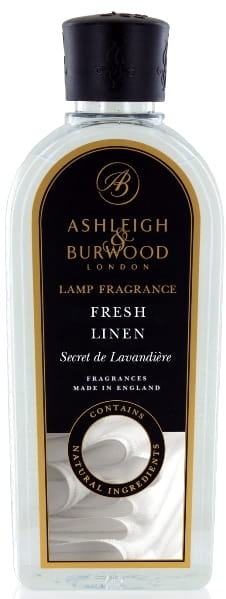 AB
ASHLEIGH
&
BURWOOD
LONDON
LAMP FRAGRANCE
FRESH
LINEN
Secret de Lavandière
FRAGRANCES
MADE IN ENGLAND
CONTAINS
NATURAL INGREDIENTS